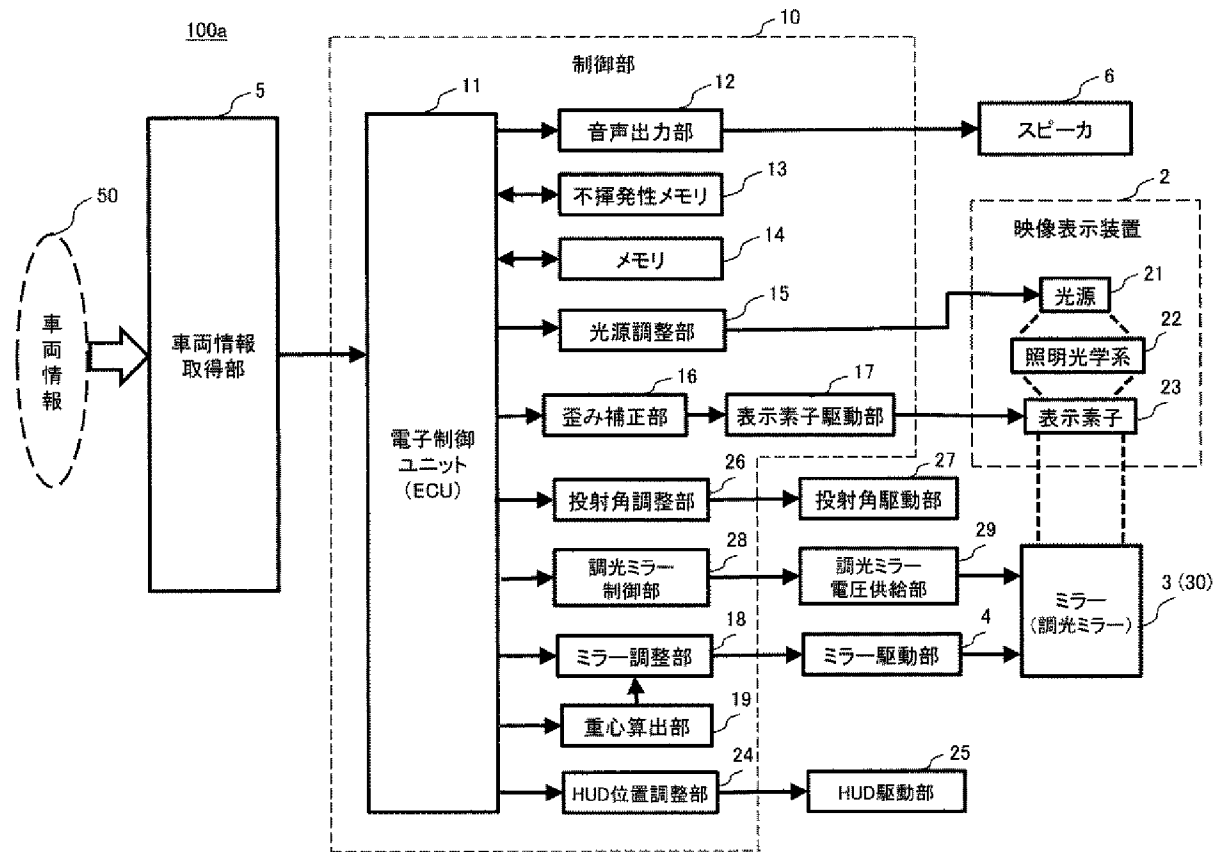 100a
10
制御部
5
11
12
音声出力部
6
スピーカ
13
不揮発性メモリ
50
14
メモリ
2
映像表示装置
15
光源調整部
21
光源
22
照明光学系
車両情報
車両情報
取得部
16
歪み補正部
17
表示素子駆動部
23
表示素子
電子制御
ユニット
(ECU)
26
投射角調整部
27
投射角駆動部
28
調光ミラー
制御部
29
調光ミラー
電圧供給部
ミラー
(調光ミラー)
3 (30)
18
ミラー調整部
4
ミラー駆動部
19
重心算出部
24
HUD位置調整部
25
HUD駆動部